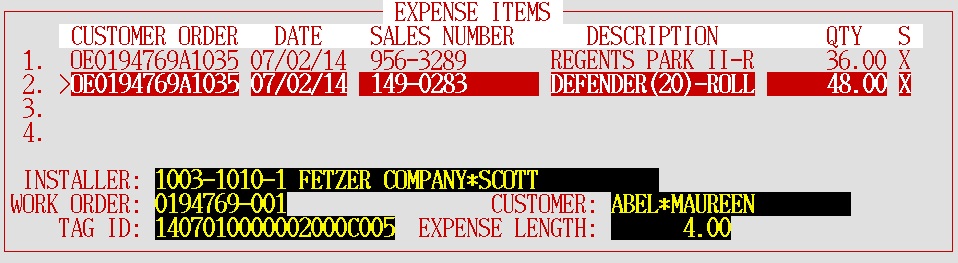 EXPENSE ITEMS
CUSTOMER ORDER DATE SALES NUMBER DESCRIPTION QTY S
1. OE0194769A1035 07/02/14 956-3289 REGENTS PARK II-R 36.00 X
2. >OE0194769A1035 07/02/14 149-0283 DEFENDER(20)-ROLL 48.00 X
3.
4.
INSTALLER: 1003-1010-1 FETZER COMPANY*SCOTT
WORK ORDER: 0194769-001 CUSTOMER: ABEL*MAUREEN
TAG ID: 1407010000002000C005 EXPENSE LENGTH: 4.00